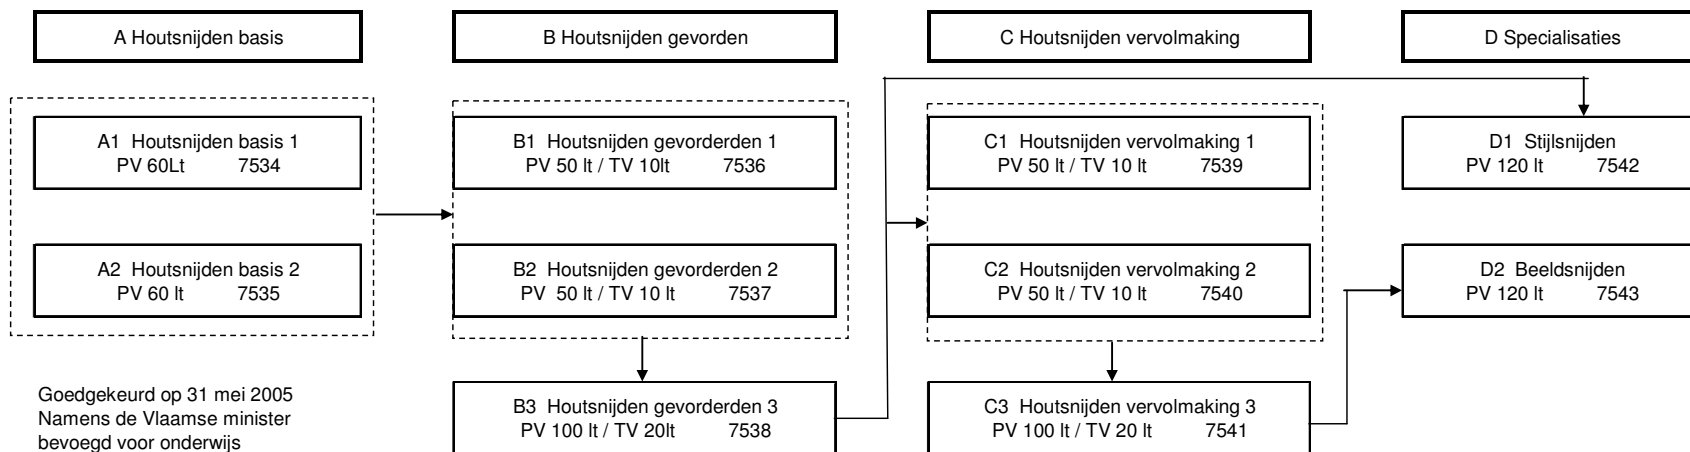 A Houtsnijden basis
B Houtsnijden gevorden
C Houtsnijden vervolmaking
D Specialisaties
A1 Houtsnijden basis 1
PV 60Lt 7534
B1 Houtsnijden gevorderden 1
PV 50 lt / TV 10lt 7536
C1 Houtsnijden vervolmaking 1
PV 50 lt / TV 10 lt 7539
D1 Stijlsnijden
PV 120 lt 7542
A2 Houtsnijden basis 2
PV 60 lt 7535
B2 Houtsnijden gevorderden 2
PV 50 lt / TV 10 lt 7537
C2 Houtsnijden vervolmaking 2
PV 50 lt / TV 10 lt 7540
D2 Beeldsnijden
PV 120 lt 7543
Goedgekeurd op 31 mei 2005
Namens de Vlaamse minister
bevoegd voor onderwijs
B3 Houtsnijden gevorderden 3
PV 100 lt / TV 20lt 7538
C3 Houtsnijden vervolmaking 3
PV 100 lt / TV 20 lt 7541